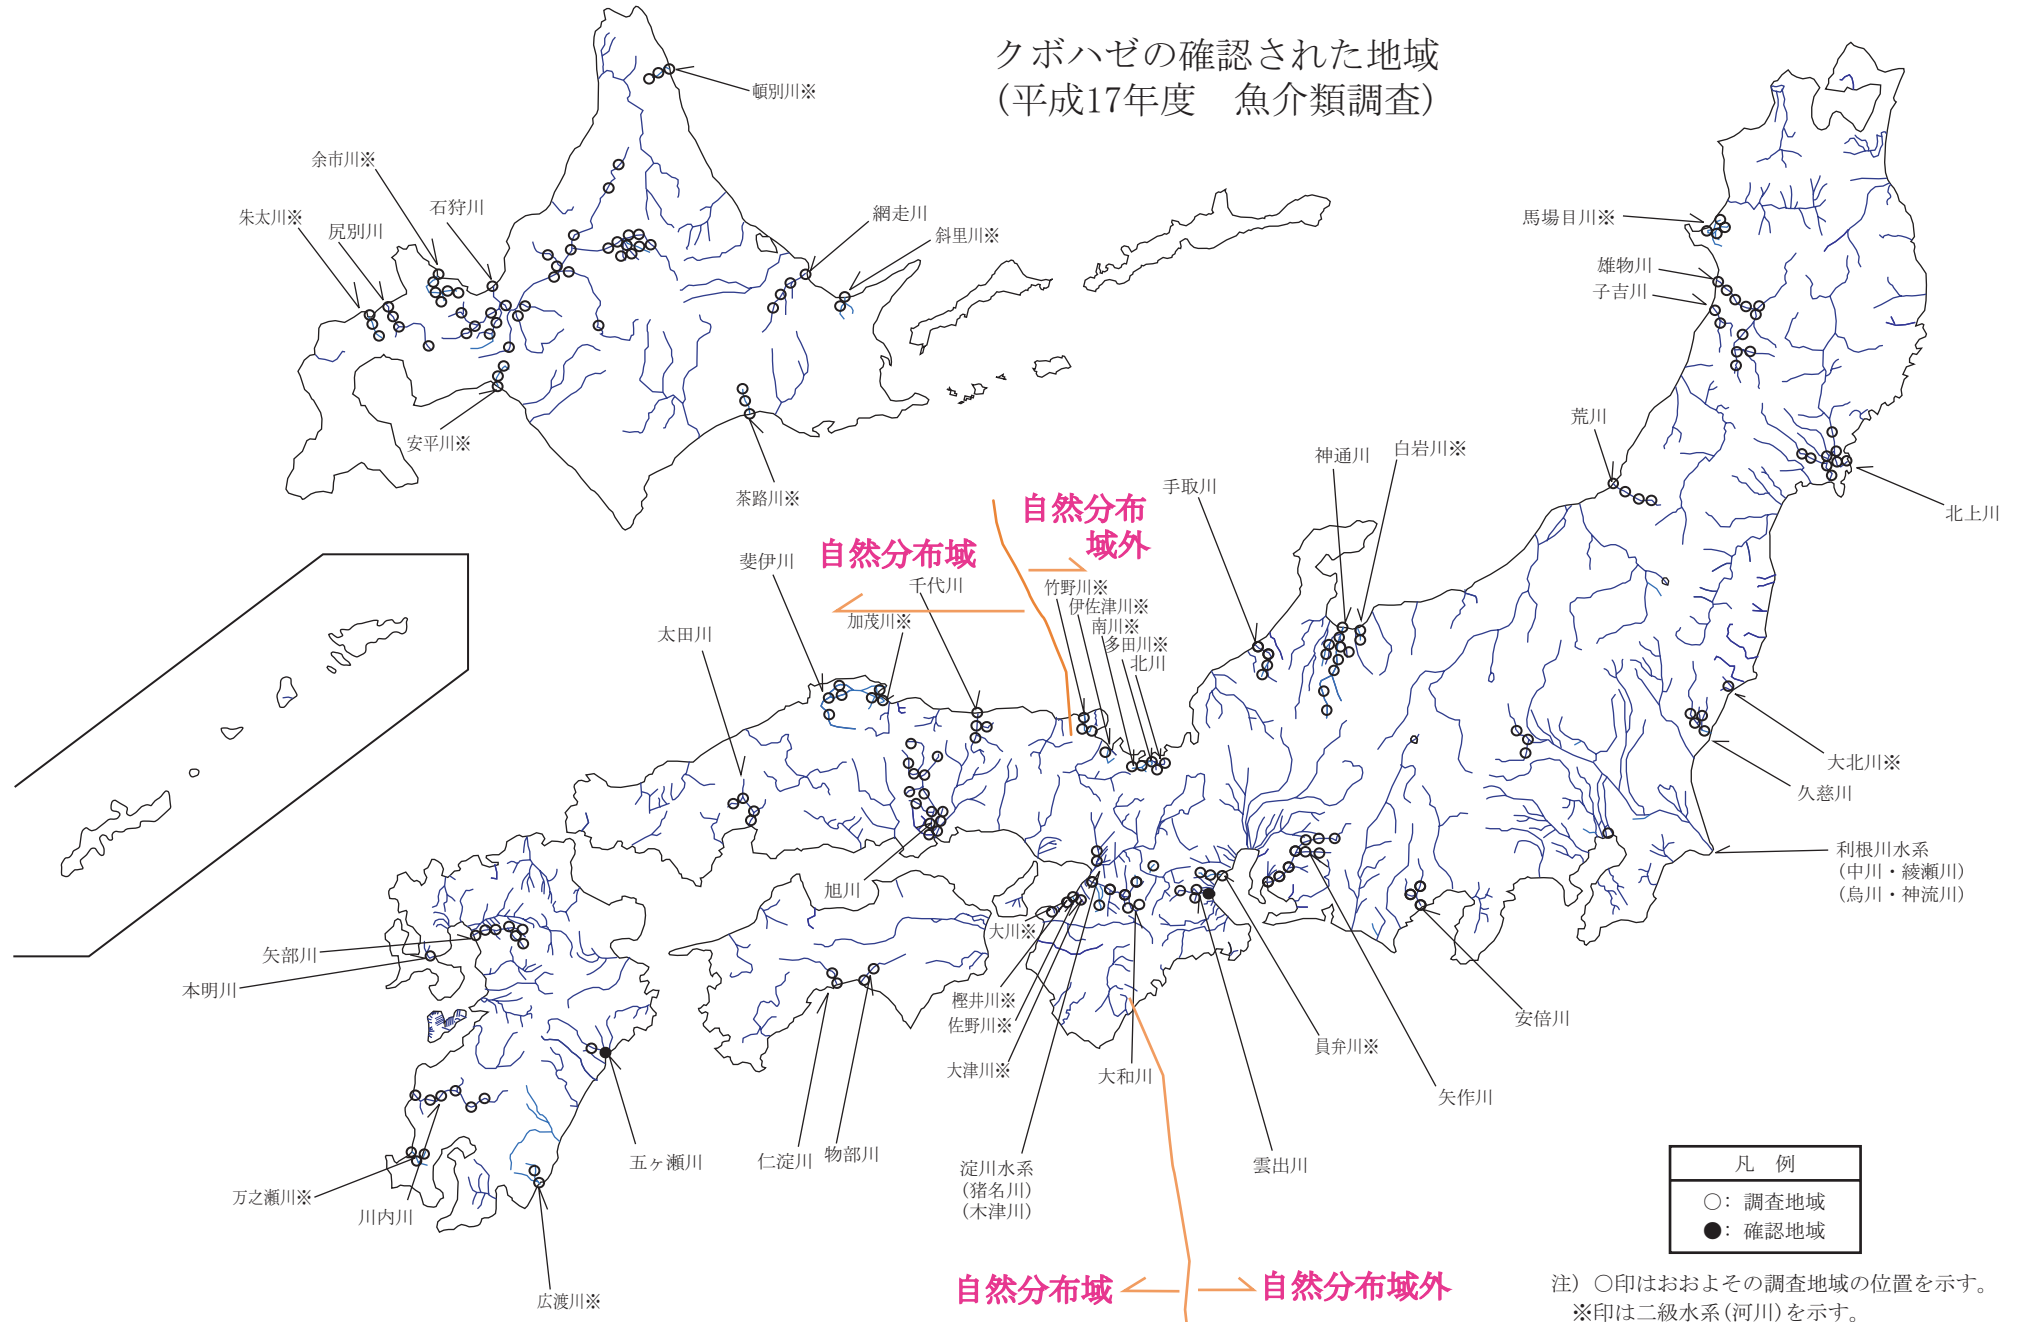 クボハゼの確認された地域
(平成17年度　魚介類調査)
頓別川※
余市川※
朱太川※
尻別川
石狩川
網走川
斜里川※
安平川※
茶路川※
馬場目川※
雄物川
子吉川
荒川
北上川
神通川
白岩川※
手取川
自然分布
域外
自然分布域
斐伊川
千代川
加茂川※
太田川
竹野川※
伊佐津川※
南川※
多田川※
北川
大北川※
久慈川
利根川水系
(中川・綾瀬川)
(烏川・神流川)
旭川
大川※
矢部川
本明川
樫井川※
佐野川※
大津川※
大和川
安倍川
員弁川※
矢作川
五ヶ瀬川
仁淀川
物部川
淀川水系
(猪名川)
(木津川)
雲出川
万之瀬川※
川内川
広渡川※
自然分布域
自然分布域外
凡　例
○：調査地域
●：確認地域
注）○印はおおよその調査地域の位置を示す。
※印は二級水系(河川)を示す。